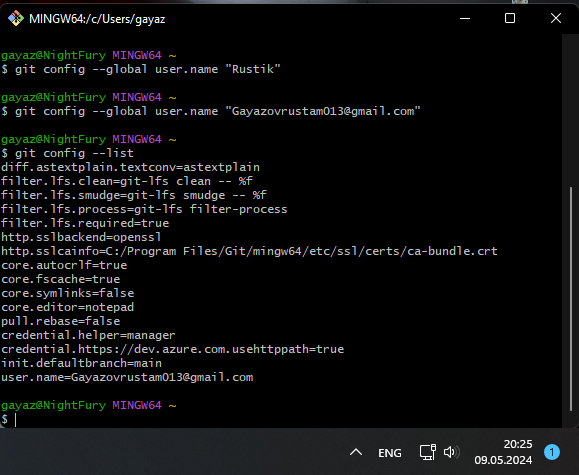 MINGW64:/c/Users/gayaz
gayaz@NightFury MINGW64 ~
$ git config --global user.name "Rustik"
gayaz@NightFury MINGW64 ~
$ git config --global user.name "Gayazovrustam013@gmail.com"
gayaz@NightFury MINGW64 ~
$ git config --list
diff.astextplain.textconv=astextplain
filter.lfs.clean=git-lfs clean -- %f
filter.lfs.smudge=git-lfs smudge -- %f
filter.lfs.process=git-lfs filter-process
filter.lfs.required=true
http.sslbackend=openssl
http.sslcainfo=C:/Program Files/Git/mingw64/etc/ssl/certs/ca-bundle.crt
core.autocrlf=true
core.fscache=true
core.symlinks=false
core.editor=notepad
pull.rebase=false
credential.helper=manager
credential.https://dev.azure.com.usehttppath=true
init.defaultbranch=main
user.name=Gayazovrustam013@gmail.com
gayaz@NightFury MINGW64 ~
$
ENG
20:25
09.05.2024
1